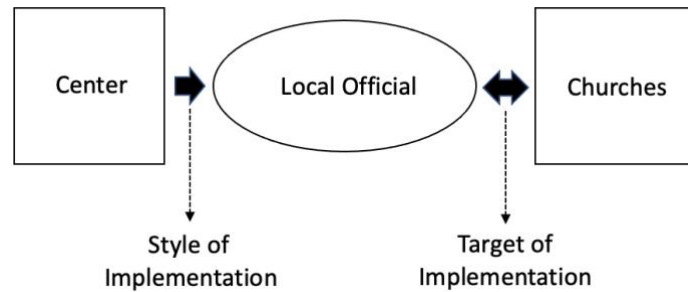 Center
Local Official
Churches
Style of
Implementation
Target of
Implementation